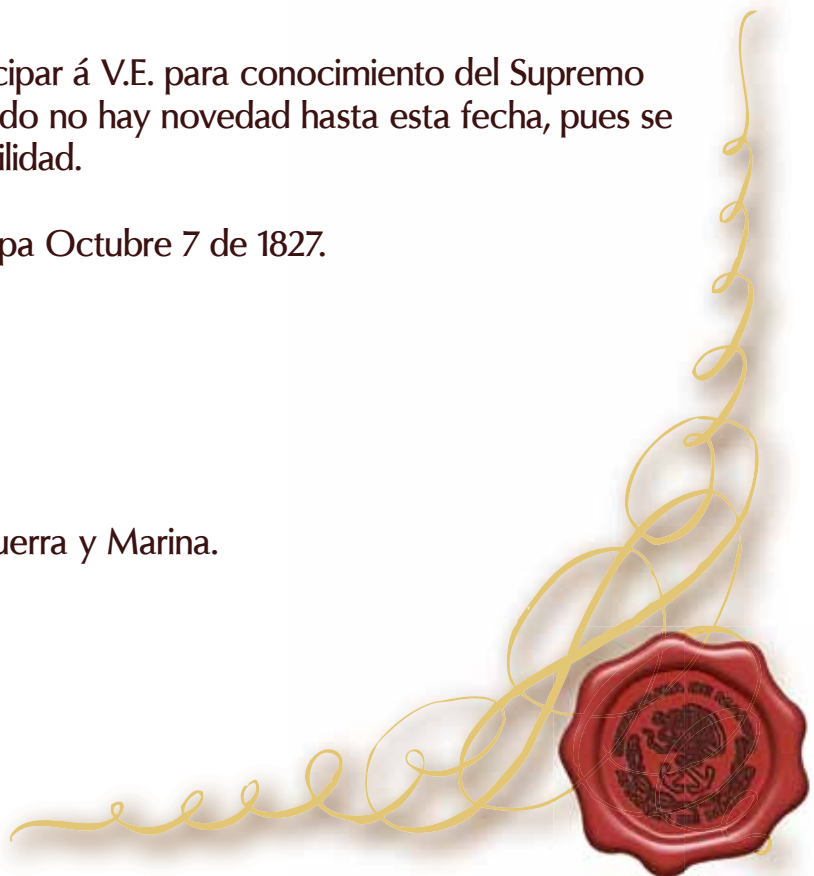 cipar á V.E. para conocimiento del Supremo
do no hay novedad hasta esta fecha, pues se
ilidad.
pa Octubre 7 de 1827.
uerra y Marina.